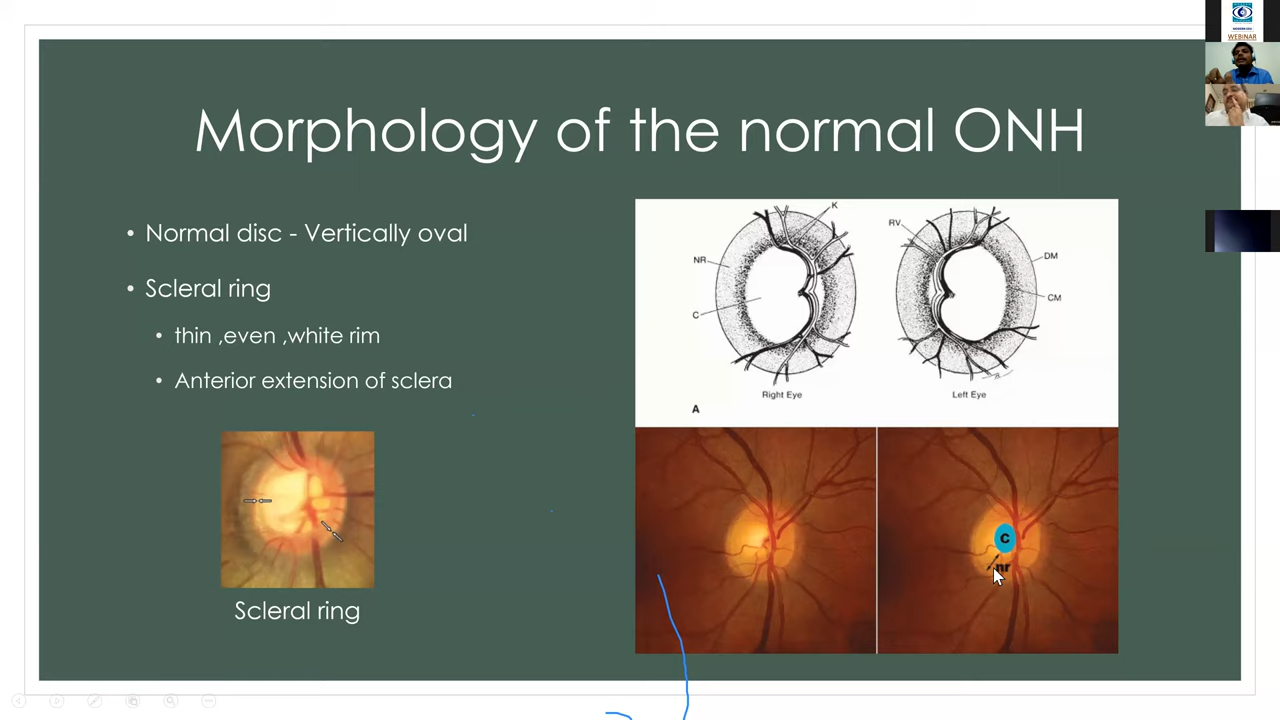 WEBINAR
Morphology of the normal ONH
• Normal disc - Vertically oval
• Scleral ring
• thin ,even ,white rim
• Anterior extension of sclera
Scleral ring
K
NR
C
Right Eye
RV
DM
CM
Left Eye
A
C
nr